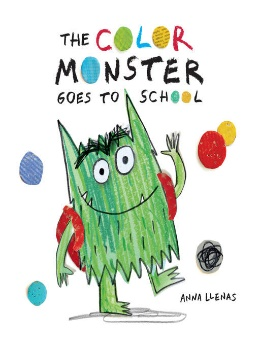 THE COLOR
MONSTER
GOES TO SCHOOL
ANNA LLENAS